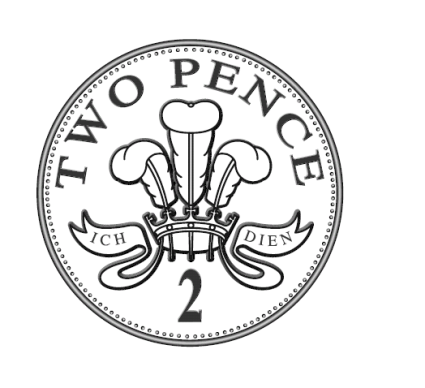 TWO PENCE
ICH DIEN
2